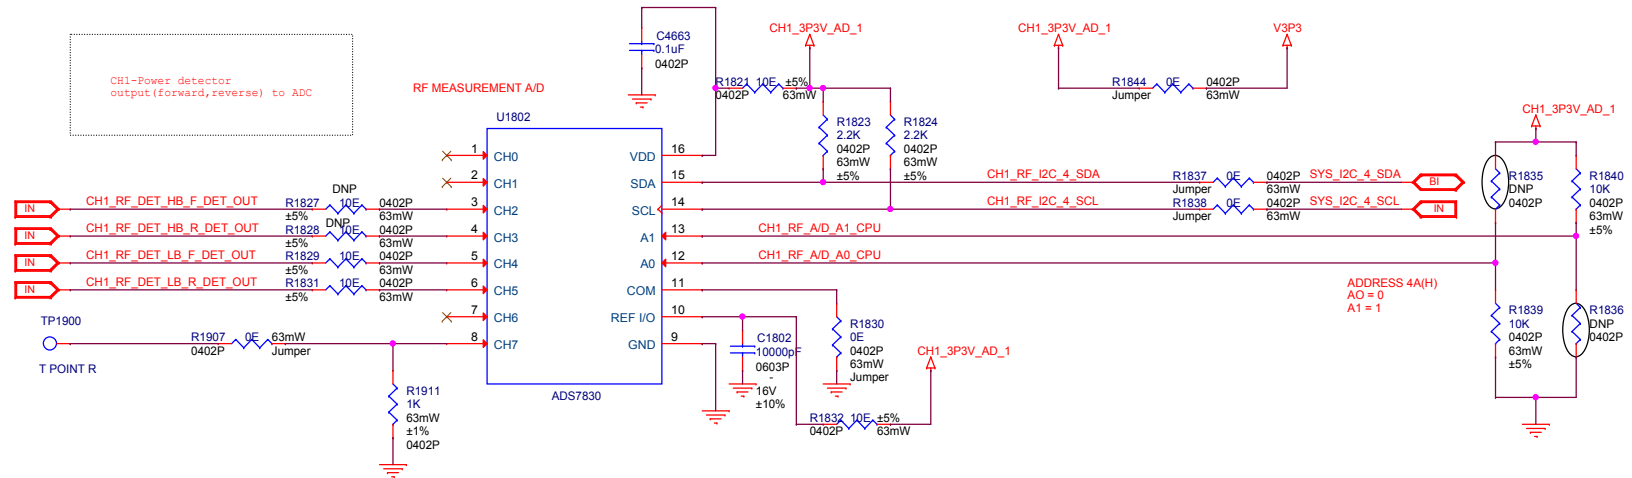 CH1-Power detector
output(forward,reverse) to ADC
RF MEASUREMENT A/D
C4663
0.1uF
0402P
CH1_3P3V_AD_1
R1821 10E ±5%
0402P 63mW
CH1_3P3V_AD_1
V3P3
R1844 0E 0402P
Jumper 63mW
U1802
R1823
2.2K
0402P
63mW
±5%
R1824
2.2K
0402P
63mW
±5%
CH1_3P3V_AD_1
1 CH0
2 CH1
3 CH2
4 CH3
5 CH4
6 CH5
7 CH6
8 CH7
VDD 16
SDA 15
SCL 14
A1 13
A0 12
COM 11
REF I/O 10
GND 9
ADS7830
IN CH1_RF_DET_HB_F_DET_OUT
DNP
R1827 10E 0402P
±5% 63mW
IN CH1_RF_DET_HB_R_DET_OUT
DNP
R1828 10E 0402P
±5% 63mW
IN CH1_RF_DET_LB_F_DET_OUT
R1829 10E 0402P
±5% 63mW
IN CH1_RF_DET_LB_R_DET_OUT
R1831 10E 0402P
±5% 63mW
TP1900
T POINT R
R1907 0E 63mW
0402P Jumper
R1911
1K
63mW
±1%
0402P
CH1_RF_I2C_4_SDA
R1837 0E 0402P
Jumper 63mW
SYS_I2C_4_SDA
BI
CH1_RF_I2C_4_SCL
R1838 0E 0402P
Jumper 63mW
SYS_I2C_4_SCL
IN
CH1_RF_A/D_A1_CPU
CH1_RF_A/D_A0_CPU
R1835
DNP
0402P
R1840
10K
0402P
63mW
±5%
ADDRESS 4A(H)
AO = 0
A1 = 1
R1839
10K
0402P
63mW
±5%
R1836
DNP
0402P
C1802
10000pF
0603P
-
16V
±10%
R1830
0E
0402P
63mW
Jumper
CH1_3P3V_AD_1
R1832 10E ±5%
0402P 63mW